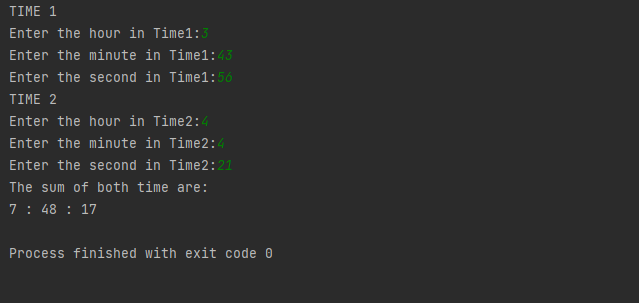 TIME 1
Enter the hour in Time1:3
Enter the minute in Time1:43
Enter the second in Time1:56
TIME 2
Enter the hour in Time2:4
Enter the minute in Time2:4
Enter the second in Time2:21
The sum of both time are:
7 : 48 : 17
Process finished with exit code 0